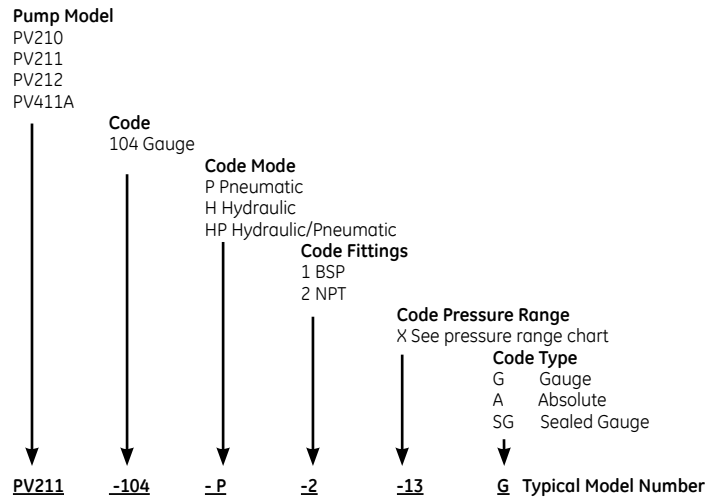 Pump Model
PV210
PV211
PV212
PV411A
Code
104 Gauge
Code Mode
P Pneumatic
H Hydraulic
HP Hydraulic/Pneumatic
Code Fittings
1 BSP
2 NPT
Code Pressure Range
X See pressure range chart
Code Type
G Gauge
A Absolute
SG Sealed Gauge
PV211 -104 - P -2 -13 G Typical Model Number